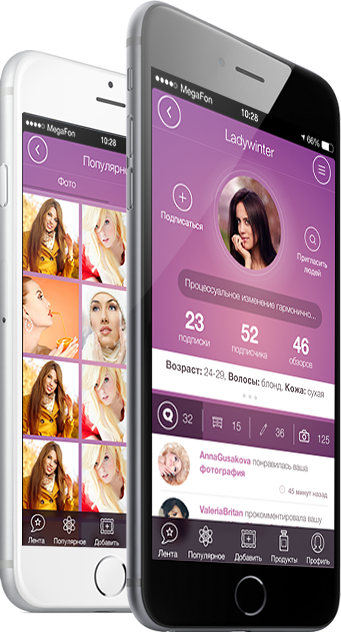 MegaFon
10:28
Популярн
Фото
Лента
Популярное
Добавить
MegaFon
10:28
66%
Ladywinter
Подписаться
Пригласить
людей
Процессуальное изменение гармонично...
23
подписки
52
подписчика
46
обзоров
Возраст: 24-29, Волосы: блонд, Кожа: сухая
32
15
36
125
AnnaGusakova понравилась ваша
фотография
45 минут назад
ValeriaBritan прокомментировала вашу
Лента
Популярное
Добавить
Продукты
Профиль